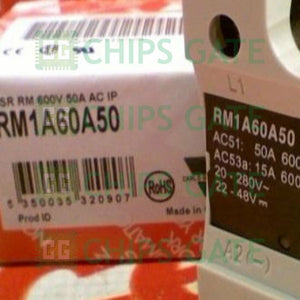 CHIPS GATE
SR RM 600V 50A AC IP
RM1A60A50
RoHS
5 350035 320907
Prod ID
Made in
L1
RM1A60A50
AC51: 50A 600
AC53a: 15A 600
20-280V~
22-48V
A2(-)
CHIPS GATE